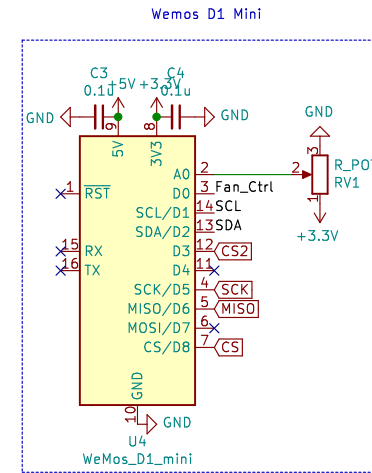 Wemos D1 Mini
C3
0.1u
+5V
+3.3V
C4
0.1u
GND
GND
9
8
5V
3V3
GND
3
2
R_PO
RV1
1
+3.3V
A0
2
1
RST
D0
3
Fan_Ctrl
SCL/D1
14
SCL
SDA/D2
13
SDA
15
RX
D3
12
CS2
16
TX
D4
11
SCK/D5
4
SCK
MISO/D6
5
MISO
MOSI/D7
6
CS/D8
7
CS
GND
10
GND
U4
WeMos_D1_mini